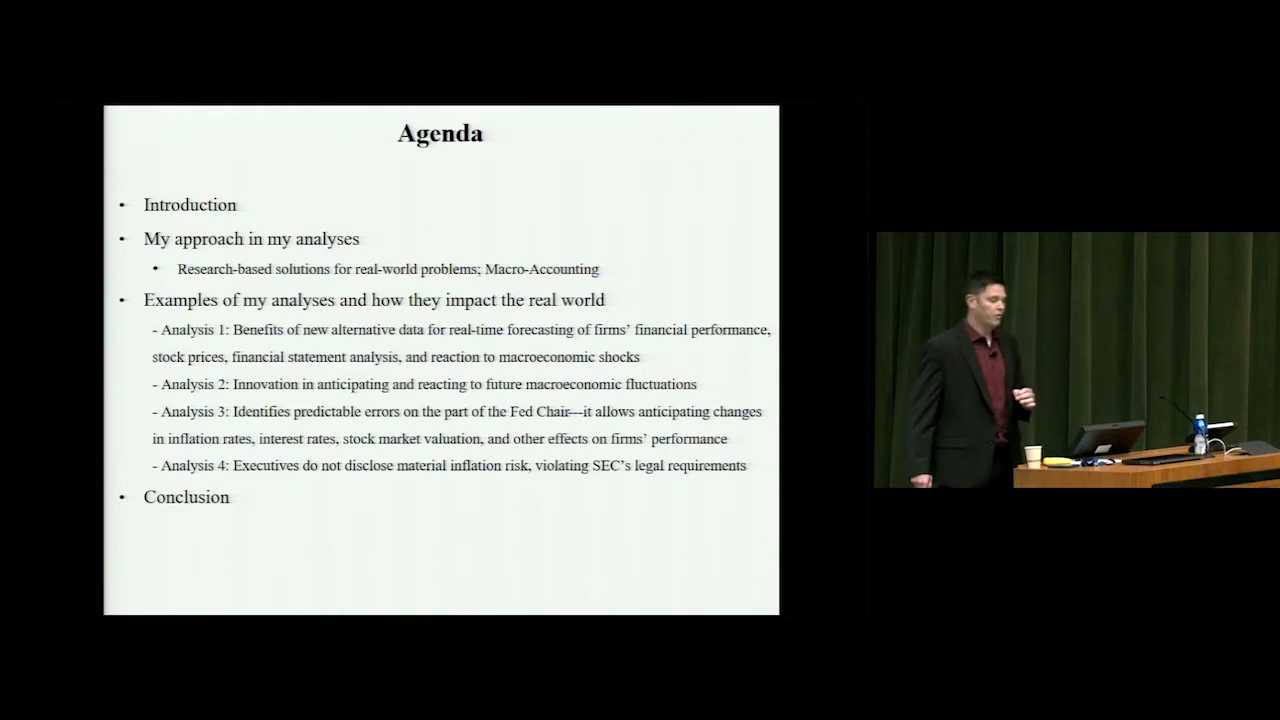 Agenda
• Introduction
• My approach in my analyses
• Research-based solutions for real-world problems; Macro-Accounting
• Examples of my analyses and how they impact the real world
- Analysis 1: Benefits of new alternative data for real-time forecasting of firms’ financial performance,
stock prices, financial statement analysis, and reaction to macroeconomic shocks
- Analysis 2: Innovation in anticipating and reacting to future macroeconomic fluctuations
- Analysis 3: Identifies predictable errors on the part of the Fed Chair---it allows anticipating changes
in inflation rates, interest rates, stock market valuation, and other effects on firms’ performance
- Analysis 4: Executives do not disclose material inflation risk, violating SEC’s legal requirements
• Conclusion